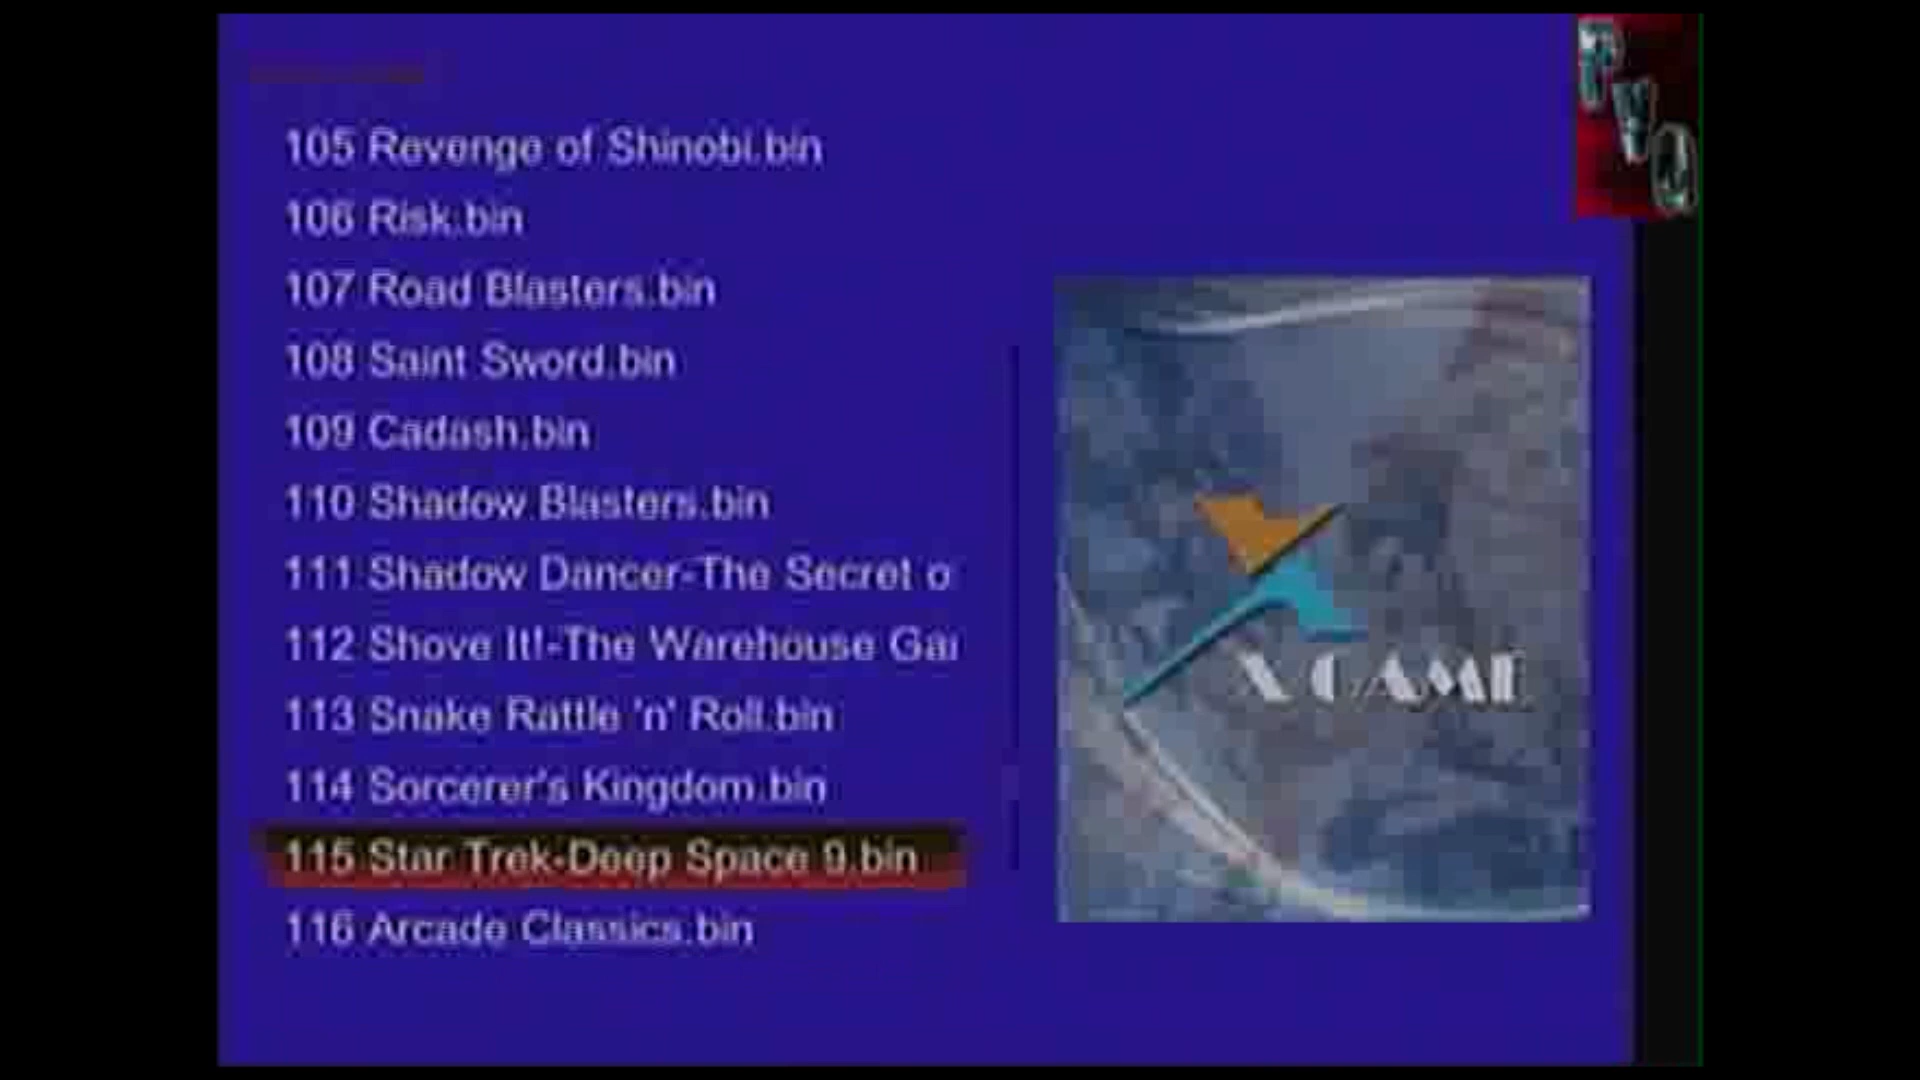 PVO
105 Revenge of Shinobi.bin
106 Risk.bin
107 Road Blasters.bin
108 Saint Sword.bin
109 Cadash.bin
110 Shadow Blasters.bin
111 Shadow Dancer-The Secret o
112 Shove It!-The Warehouse Ga
113 Snake Rattle 'n' Roll.bin
114 Sorcerer's Kingdom.bin
115 Star Trek-Deep Space 9.bin
116 Arcade Classics.bin
X GAME